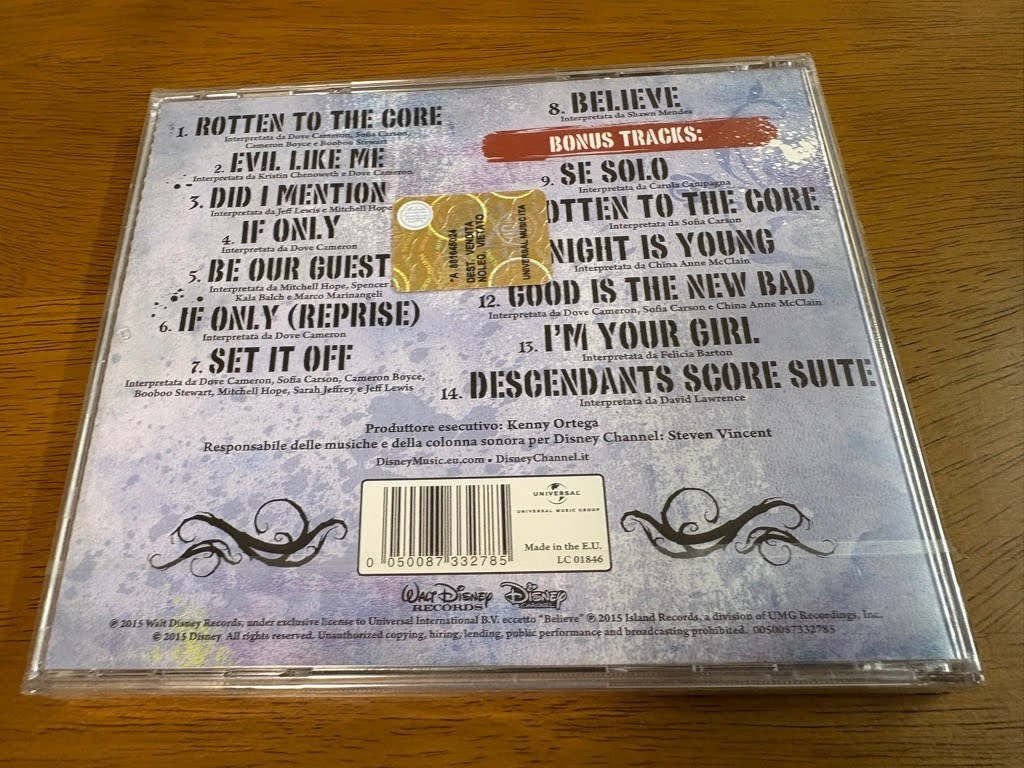 1. ROTTEN TO THE CORE
Interpretata da Dove Cameron, Sofia Carson,
Cameron Boyce e Booboo Stewart
2. EVIL LIKE ME
Interpretata da Kristin Chenoweth e Dove Cameron
3. DID I MENTION
Interpretata da Jeff Lewis e Mitchell Hope
4. IF ONLY
Interpretata da Dove Cameron
5. BE OUR GUEST
Interpretata da Mitchell Hope, Spencer
Kala Balch e Marco Marinangeli
6. IF ONLY (REPRISE)
Interpretata da Dove Cameron
7. SET IT OFF
Interpretata da Dove Cameron, Sofia Carson, Cameron Boyce,
Booboo Stewart, Mitchell Hope, Sarah Jeffrey e Jeff Lewis
8. BELIEVE
Interpretata da Shawn Mendes
BONUS TRACKS:
9. SE SOLO
Interpretata da Carola Campagna
OTTEN TO THE CORE
Interpretata da Sofia Carson
NIGHT IS YOUNG
Interpretata da China Anne McClain
12. GOOD IS THE NEW BAD
Interpretata da Dove Cameron, Sofia Carson e China Anne McClain
13. I'M YOUR GIRL
Interpretata da Felicia Barton
14. DESCENDANTS SCORE SUITE
Interpretata da David Lawrence
DEST. VENDITA
NOLEG. VIETATO
UNIVERSAL MUSIC ITA
Produttore esecutivo: Kenny Ortega
Responsabile delle musiche e della colonna sonora per Disney Channel: Steven Vincent
DisneyMusic.eu.com • DisneyChannel.it
0 050087 332785
UNIVERSAL
UNIVERSAL MUSIC GROUP
Made in the E.U.
LC 01846
WALT DISNEY
RECORDS
Disney
℗ 2015 Walt Disney Records, under exclusive license to Universal International B.V. eccetto "Believe" ℗ 2015 Island Records, a division of UMG Recordings, Inc.
© 2015 Disney. All rights reserved. Unauthorized copying, hiring, lending, public performance and broadcasting prohibited. 0050087332785